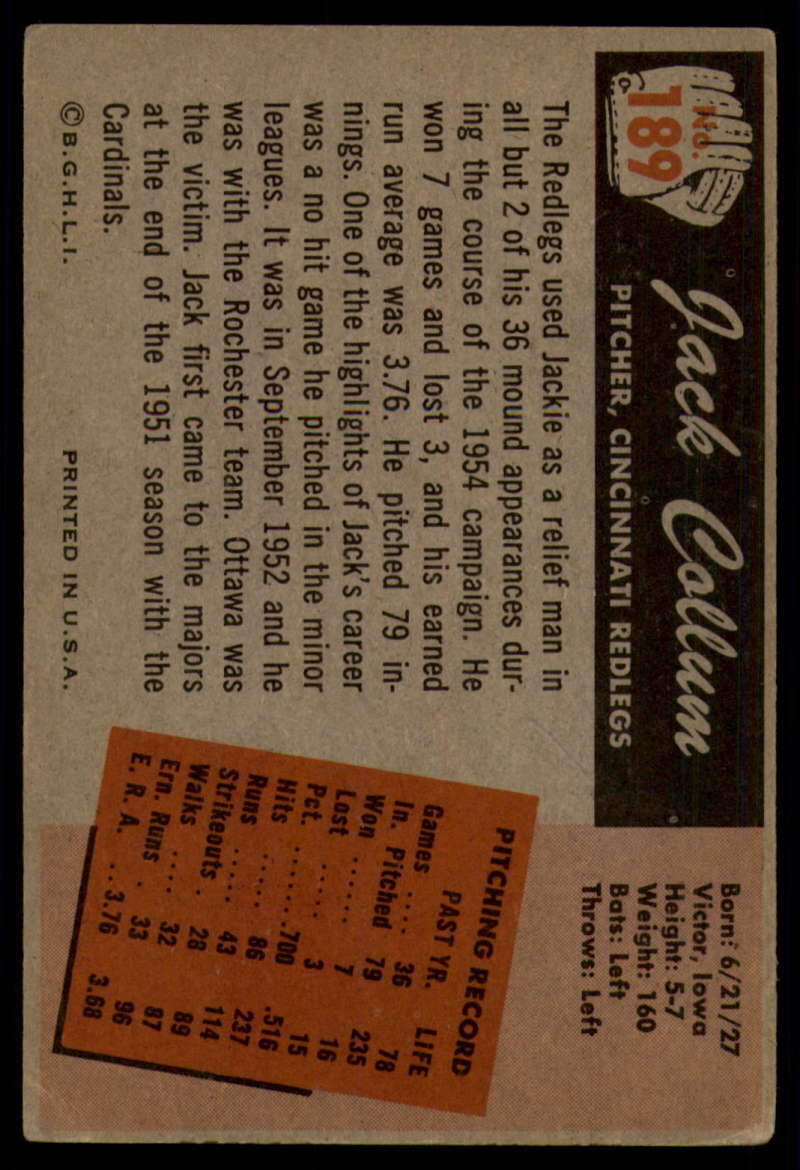 No.
189
Jack Collum
PITCHER, CINCINNATI REDLEGS
Born: 6/21/27
Victor, Iowa
Height: 5-7
Weight: 160
Bats: Left
Throws: Left
The Redlegs used Jackie as a relief man in
all but 2 of his 36 mound appearances dur-
ing the course of the 1954 campaign. He
won 7 games and lost 3, and his earned
run average was 3.76. He pitched 79 in-
nings. One of the highlights of Jack's career
was a no hit game he pitched in the minor
leagues. It was in September 1952 and he
was with the Rochester team. Ottawa was
the victim. Jack first came to the majors
at the end of the 1951 season with the
Cardinals.
© B.G.H.L.I. PRINTED IN U.S.A.
PITCHING RECORD
PAST YR. LIFE
Games .... 36 78
In. Pitched 79 235
Won ...... 7 16
Lost ..... 3 15
Pct. ......700 .516
Hits ..... 86 237
Runs ..... 43 114
Strikeouts . 28 89
Walks .... 32 87
Ern. Runs . 33 96
E. R. A. ..3.76 3.68